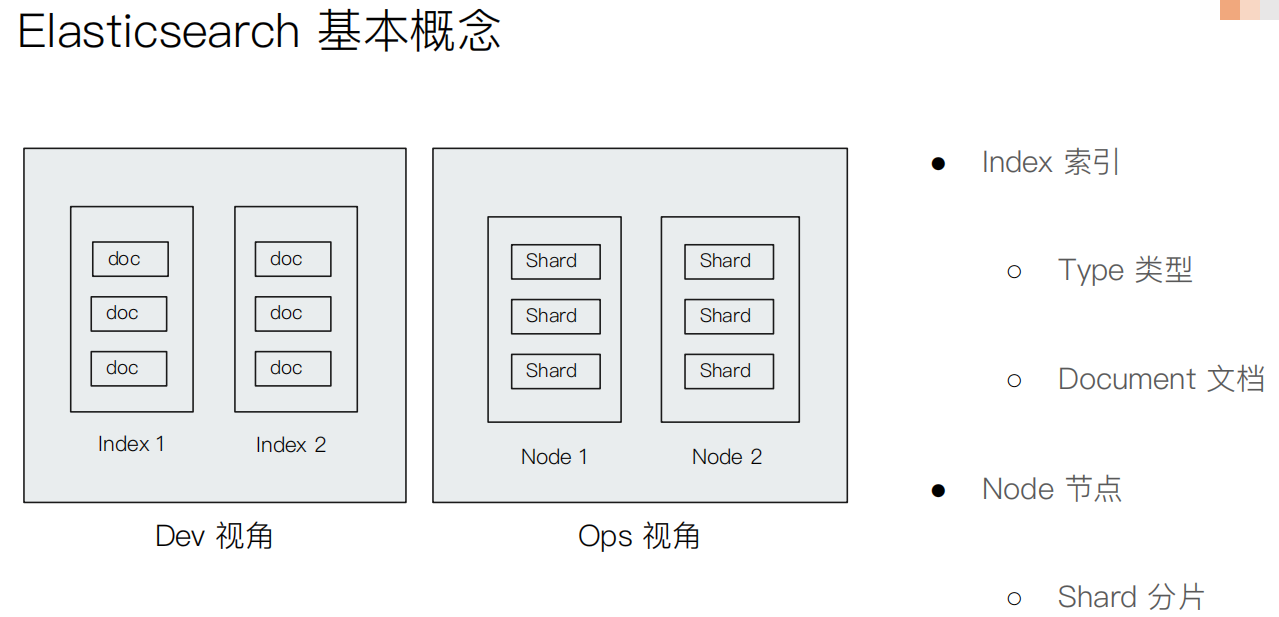 Elasticsearch 基本概念
doc
doc
doc
Index 1
doc
doc
doc
Index 2
Dev 视角
Shard
Shard
Shard
Node 1
Shard
Shard
Shard
Node 2
Ops 视角
Index 索引
Type 类型
Document 文档
Node 节点
Shard 分片